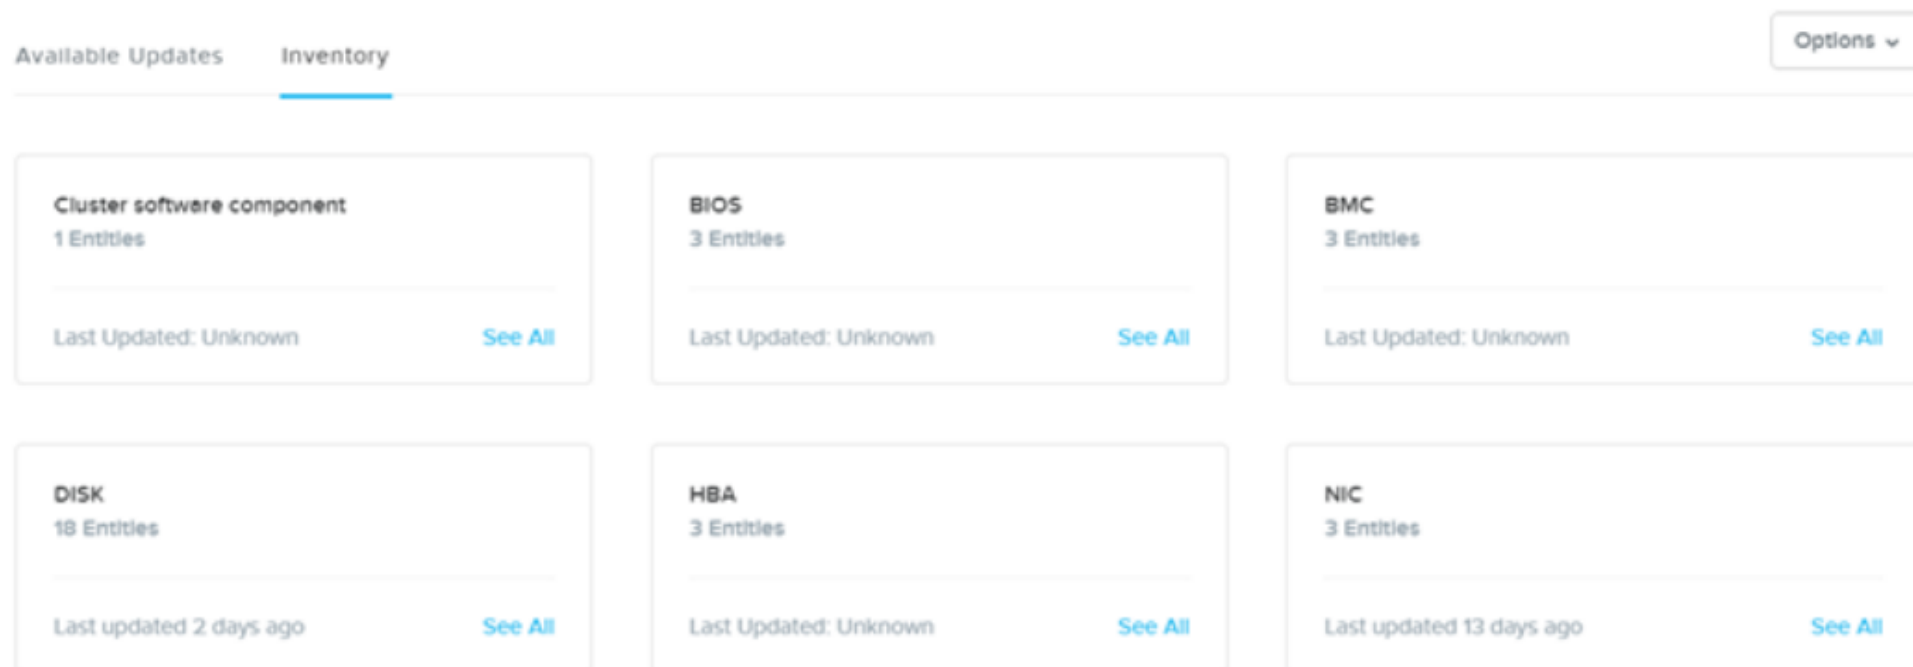 Available Updates
Inventory
Options
Cluster software component
1 Entities
Last Updated: Unknown
See All
BIOS
3 Entities
Last Updated: Unknown
See All
BMC
3 Entities
Last Updated: Unknown
See All
DISK
18 Entities
Last updated 2 days ago
See All
HBA
3 Entities
Last Updated: Unknown
See All
NIC
3 Entities
Last updated 13 days ago
See All